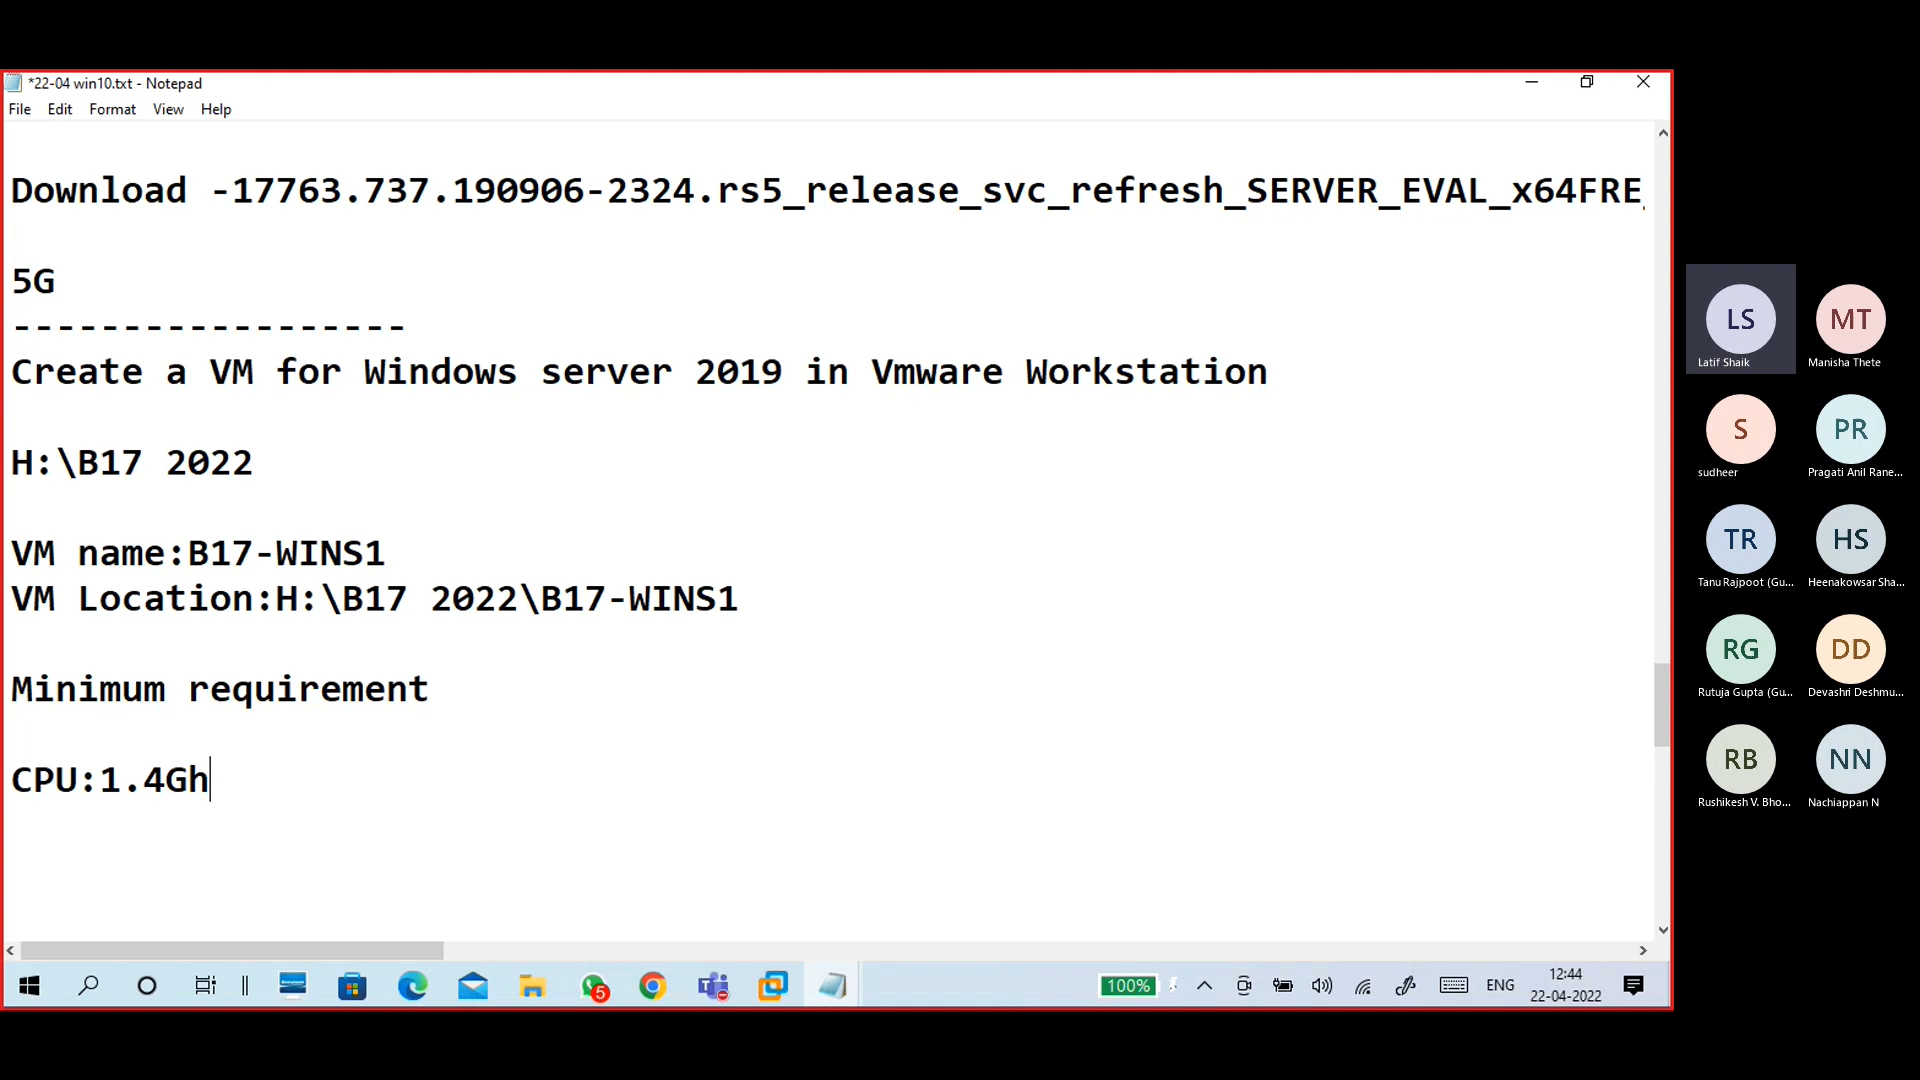 *22-04 win10.txt - Notepad
File Edit Format View Help
Download -17763.737.190906-2324.rs5_release_svc_refresh_SERVER_EVAL_x64FRE_
5G
------------------
Create a VM for Windows server 2019 in Vmware Workstation
H:\B17 2022
VM name:B17-WINS1
VM Location:H:\B17 2022\B17-WINS1
Minimum requirement
CPU:1.4Gh
LS MT
Latif Shaik Manisha Thete
S PR
sudheer Pragati Anil Rane...
TR HS
Tanu Rajpoot (Gu... Heenakowsar Sha...
RG DD
Rutuja Gupta (Gu... Devashri Deshmu...
RB NN
Rushikesh V. Bho... Nachiappan N
5
100% ENG 12:44
22-04-2022